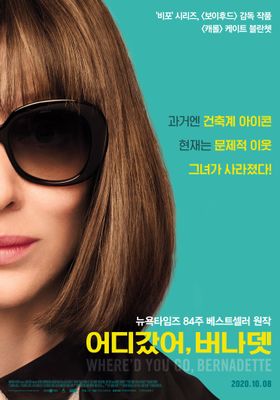 '비포' 시리즈, <보이후드> 감독 작품
<캐롤> 케이트 블란쳇
과거엔 건축계 아이콘
현재는 문제적 이웃
그녀가 사라졌다!
뉴욕타임즈 84주 베스트셀러 원작
어디갔어, 버나뎃
WHERE'D YOU GO, BERNADETTE
2020.10.08